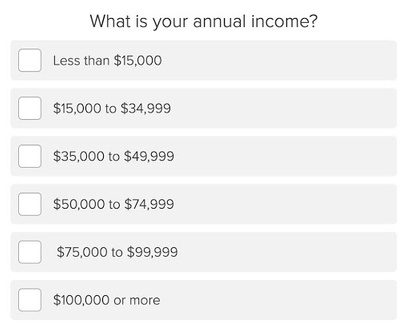 What is your annual income?
Less than $15,000
$15,000 to $34,999
$35,000 to $49,999
$50,000 to $74,999
$75,000 to $99,999
$100,000 or more